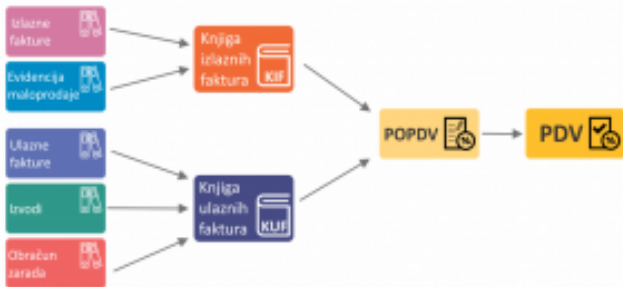 Izlazne
fakture
Evidencija
maloprodaje
Ulazne
fakture
Izvodi
Obračun
zarada
Knjiga
izlaznih
faktura
KIF
Knjiga
ulaznih
faktura
KUF
POPDV
%
PDV
%